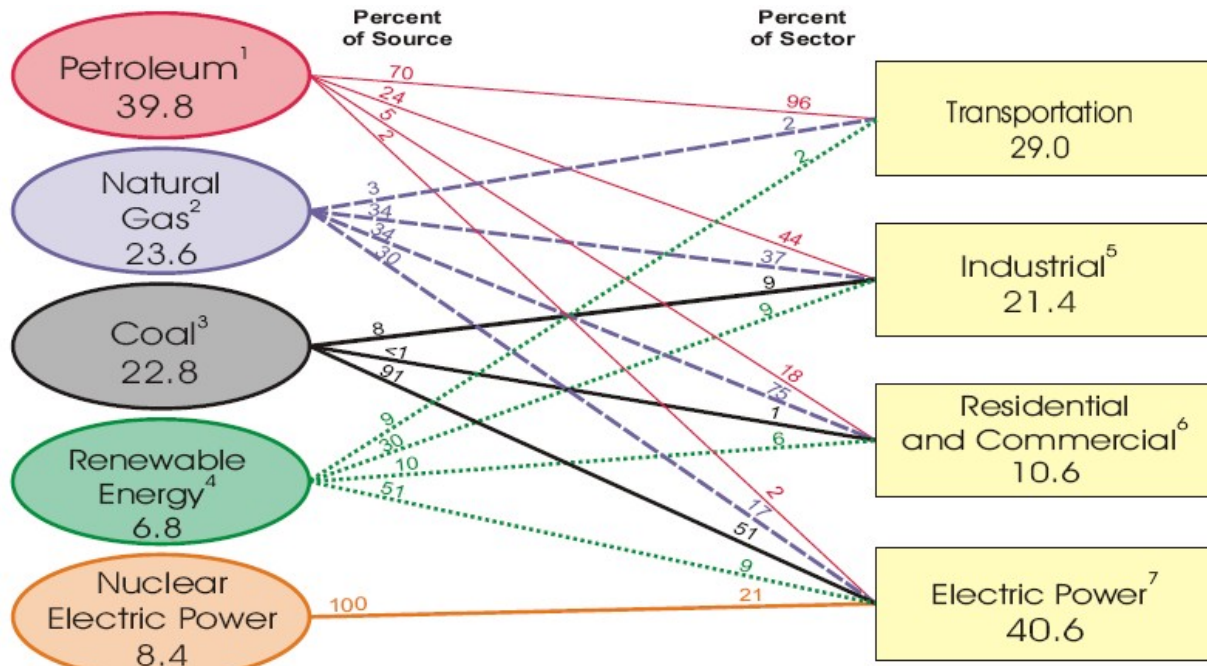 Percent
of Source
Percent
of Sector
Petroleum¹
39.8
Natural
Gas²
23.6
Coal³
22.8
Renewable
Energy⁴
6.8
Nuclear
Electric Power
8.4
70
24
5
2
3
34
34
30
8
<1
91
9
30
10
51
100
96
2
2
44
37
9
9
18
75
1
6
2
17
51
9
21
Transportation
29.0
Industrial⁵
21.4
Residential
and Commercial⁶
10.6
Electric Power⁷
40.6